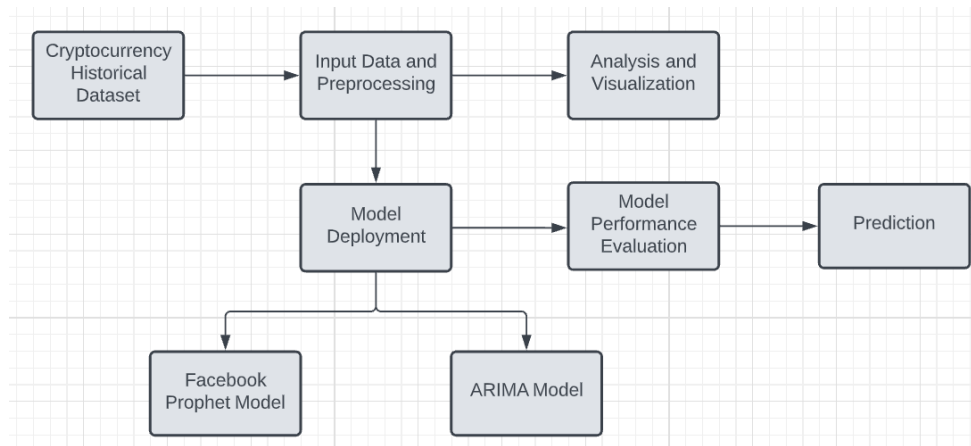 Cryptocurrency
Historical
Dataset
Input Data and
Preprocessing
Analysis and
Visualization
Model
Deployment
Model
Performance
Evaluation
Prediction
Facebook
Prophet Model
ARIMA Model